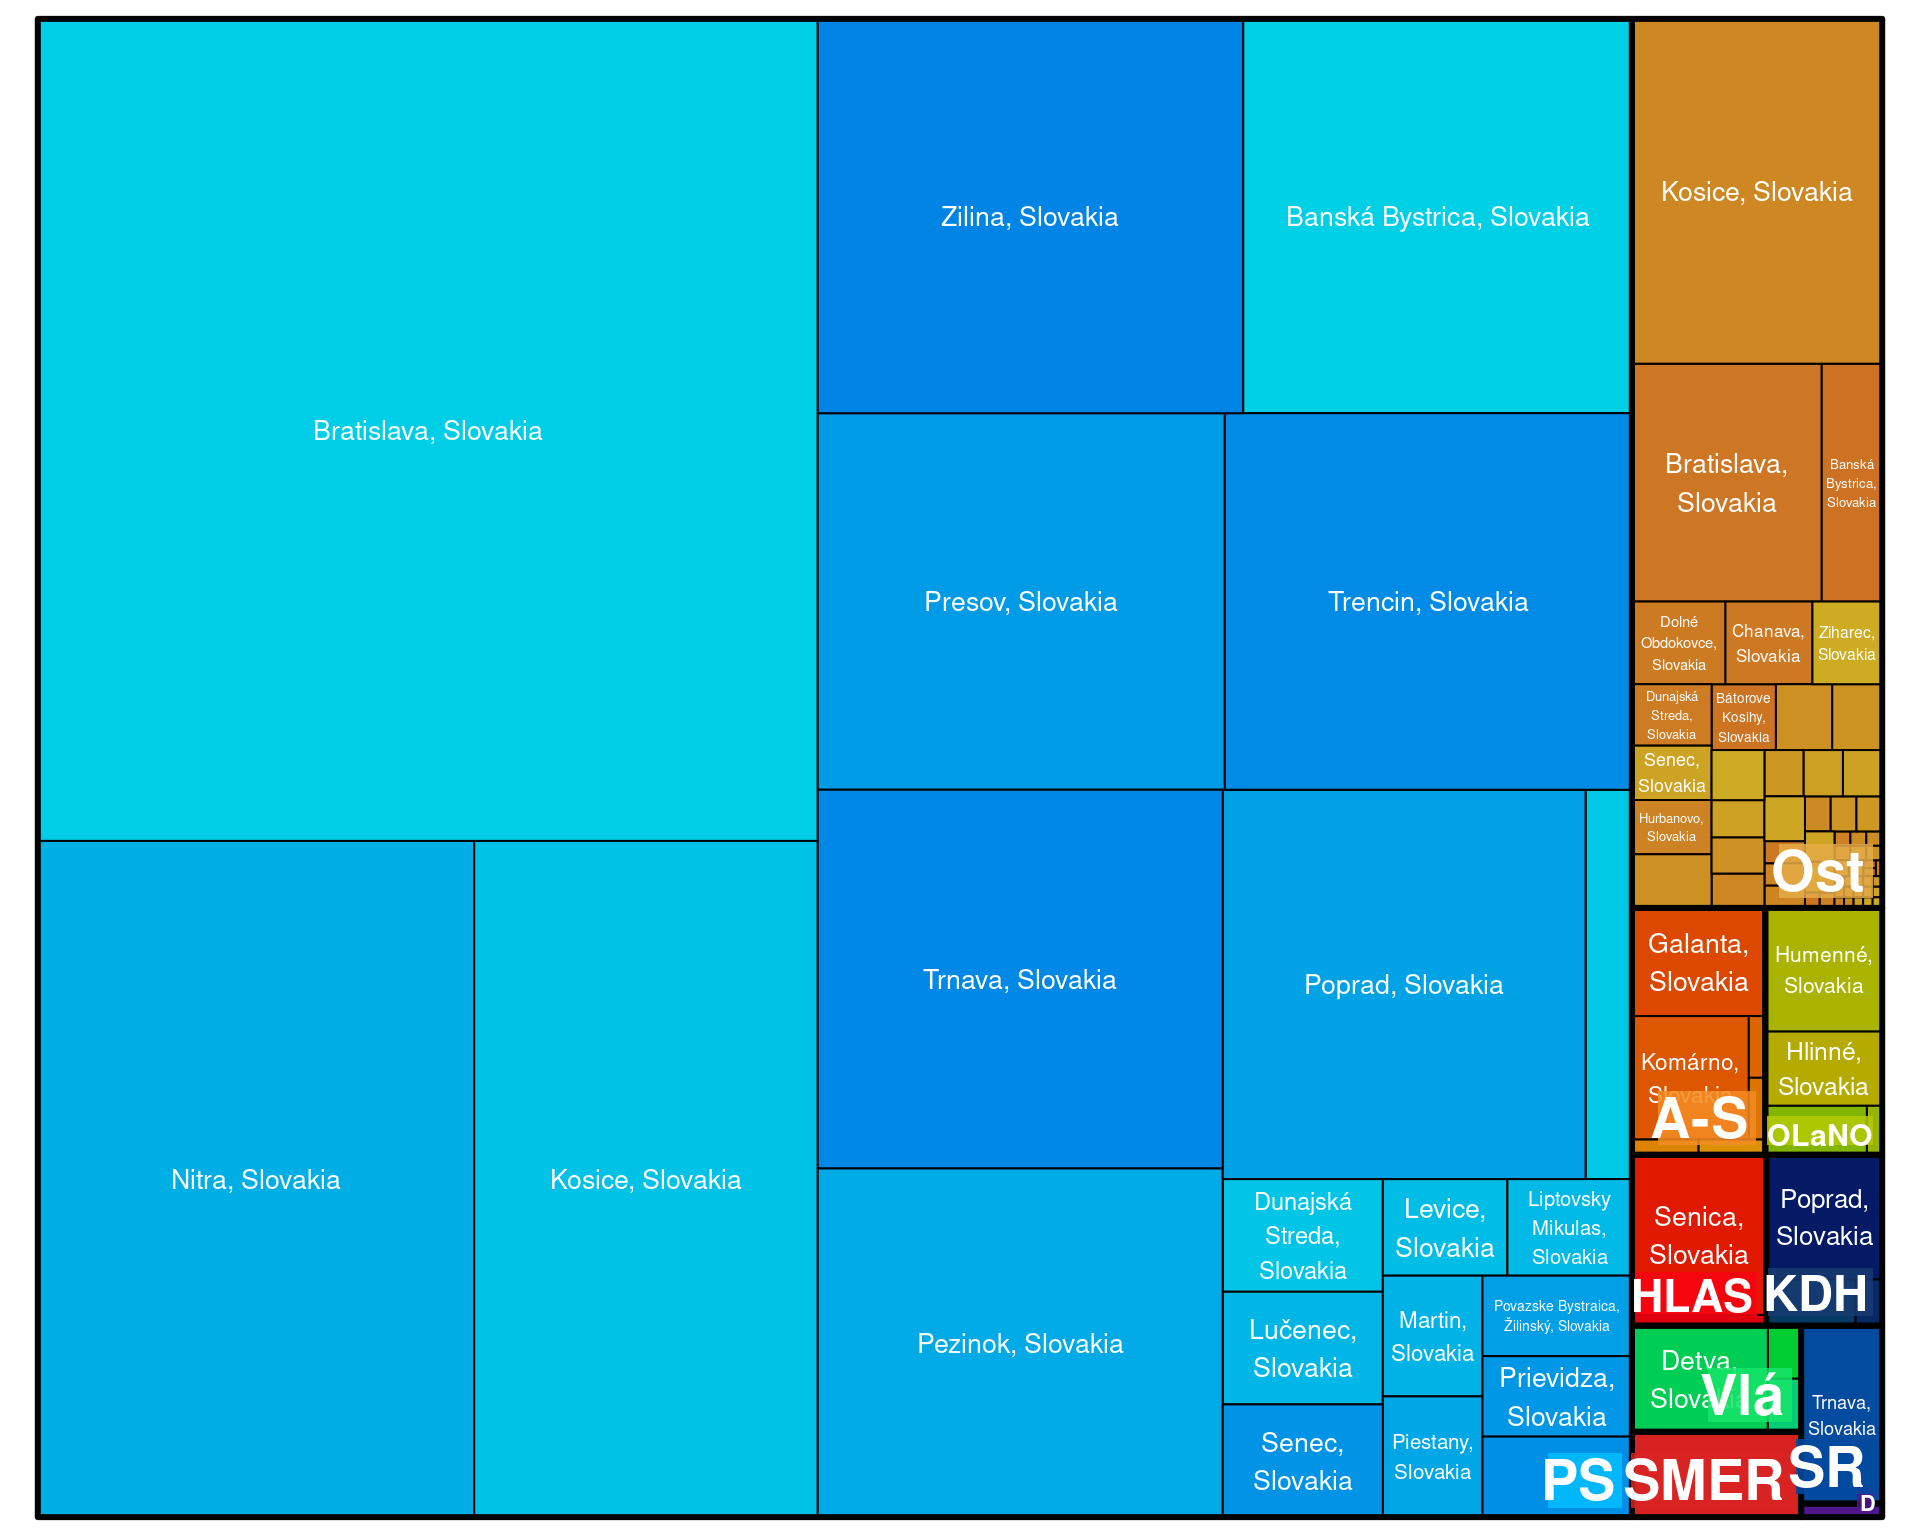 Bratislava, Slovakia
Nitra, Slovakia
Kosice, Slovakia
Zilina, Slovakia
Banská Bystrica, Slovakia
Presov, Slovakia
Trencin, Slovakia
Trnava, Slovakia
Poprad, Slovakia
Pezinok, Slovakia
Dunajská
Streda,
Slovakia
Lučenec,
Slovakia
Senec,
Slovakia
Levice,
Slovakia
Liptovsky
Mikulas,
Slovakia
Martin,
Slovakia
Piestany,
Slovakia
Povazske Bystraica,
Žilinský, Slovakia
Prievidza,
Slovakia
PS
Kosice, Slovakia
Bratislava,
Slovakia
Banská
Bystrica,
Slovakia
Dolné
Obdokovce,
Slovakia
Chanava,
Slovakia
Ziharec,
Slovakia
Dunajská
Streda,
Slovakia
Bátorove
Kosihy,
Slovakia
Senec,
Slovakia
Hurbanovo,
Slovakia
Ost
Galanta,
Slovakia
Komárno,
Slovakia
A-S
Humenné,
Slovakia
Hlinné,
Slovakia
OLaNO
Senica,
Slovakia
HLAS
Poprad,
Slovakia
KDH
Detva,
Slovakia
Vlá
Trnava,
Slovakia
SR
SMER
D